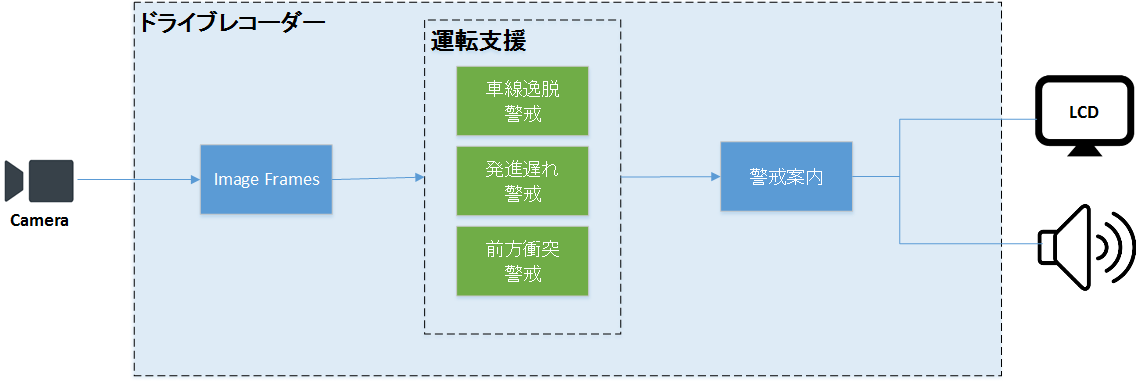 ドライブレコーダー
運転支援
車線逸脱
警戒
発進遅れ
警戒
前方衝突
警戒
Image Frames
警戒案内
LCD
Camera